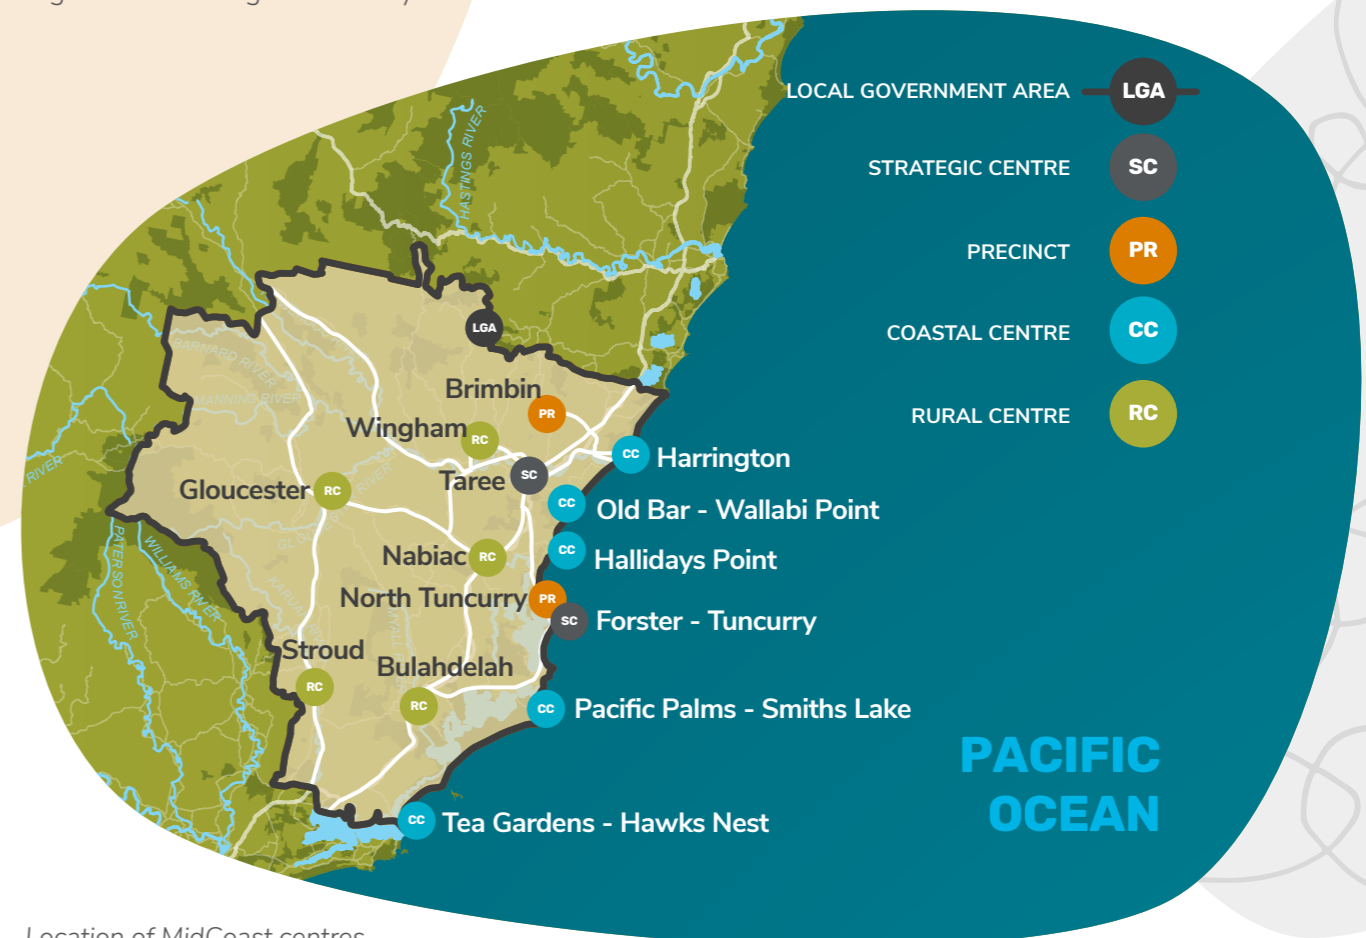 LOCAL GOVERNMENT AREA
LGA
STRATEGIC CENTRE
SC
PRECINCT
PR
COASTAL CENTRE
CC
RURAL CENTRE
RC
HASTINGS RIVER
LGA
BARNARD RIVER
MANNING RIVER
Brimbin
PR
Wingham
RC
CC
Harrington
RIVER
RIVER
Taree
SC
Gloucester
RC
CC
Old Bar - Wallabi Point
PATERSON RIVER
WILLIAMS RIVER
Nabiac
RC
CC
Hallidays Point
North Tuncurry
PR
SC
Forster - Tuncurry
Stroud
RC
Bulahdelah
RC
CC
Pacific Palms - Smiths Lake
PACIFIC
OCEAN
CC
Tea Gardens - Hawks Nest
Location of MidCoast centres